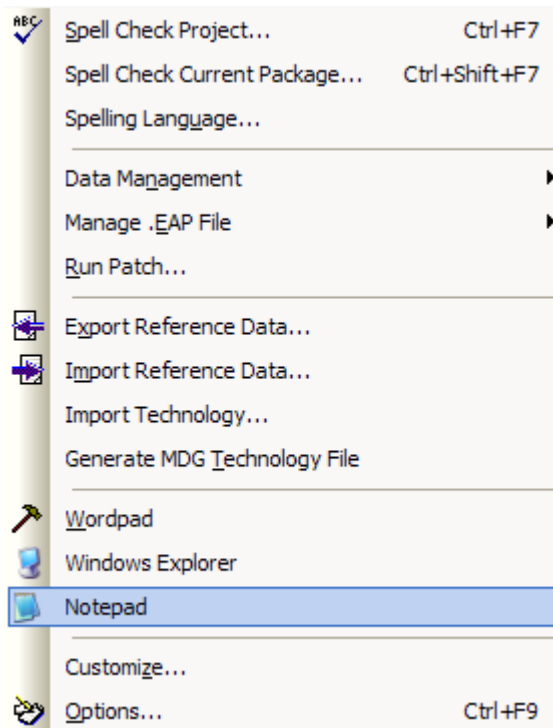 ABC
Spell Check Project... Ctrl+F7
Spell Check Current Package... Ctrl+Shift+F7
Spelling Language...
Data Management
Manage .EAP File
Run Patch...
Export Reference Data...
Import Reference Data...
Import Technology...
Generate MDG Technology File
Wordpad
Windows Explorer
Notepad
Customize...
Options... Ctrl+F9